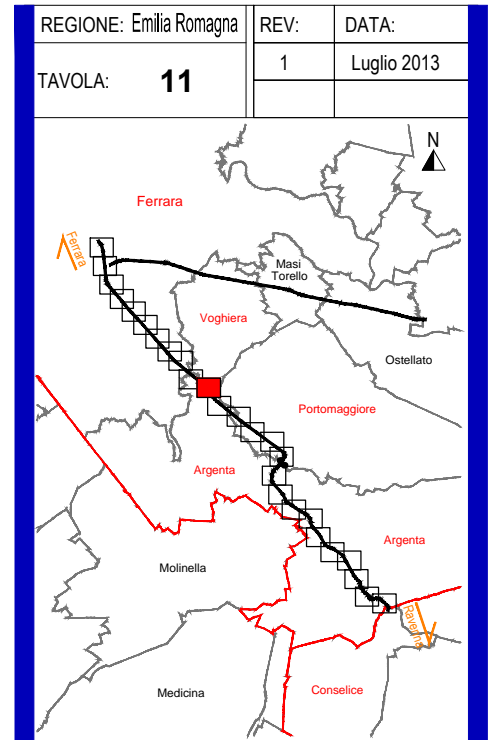 REGIONE: Emilia Romagna
REV:
DATA:
1
Luglio 2013
TAVOLA:
11
N
Ferrara
Ferrara
Masi
Torello
Voghiera
Ostellato
Portomaggiore
Argenta
Argenta
Molinella
Ravenna
Medicina
Conselice